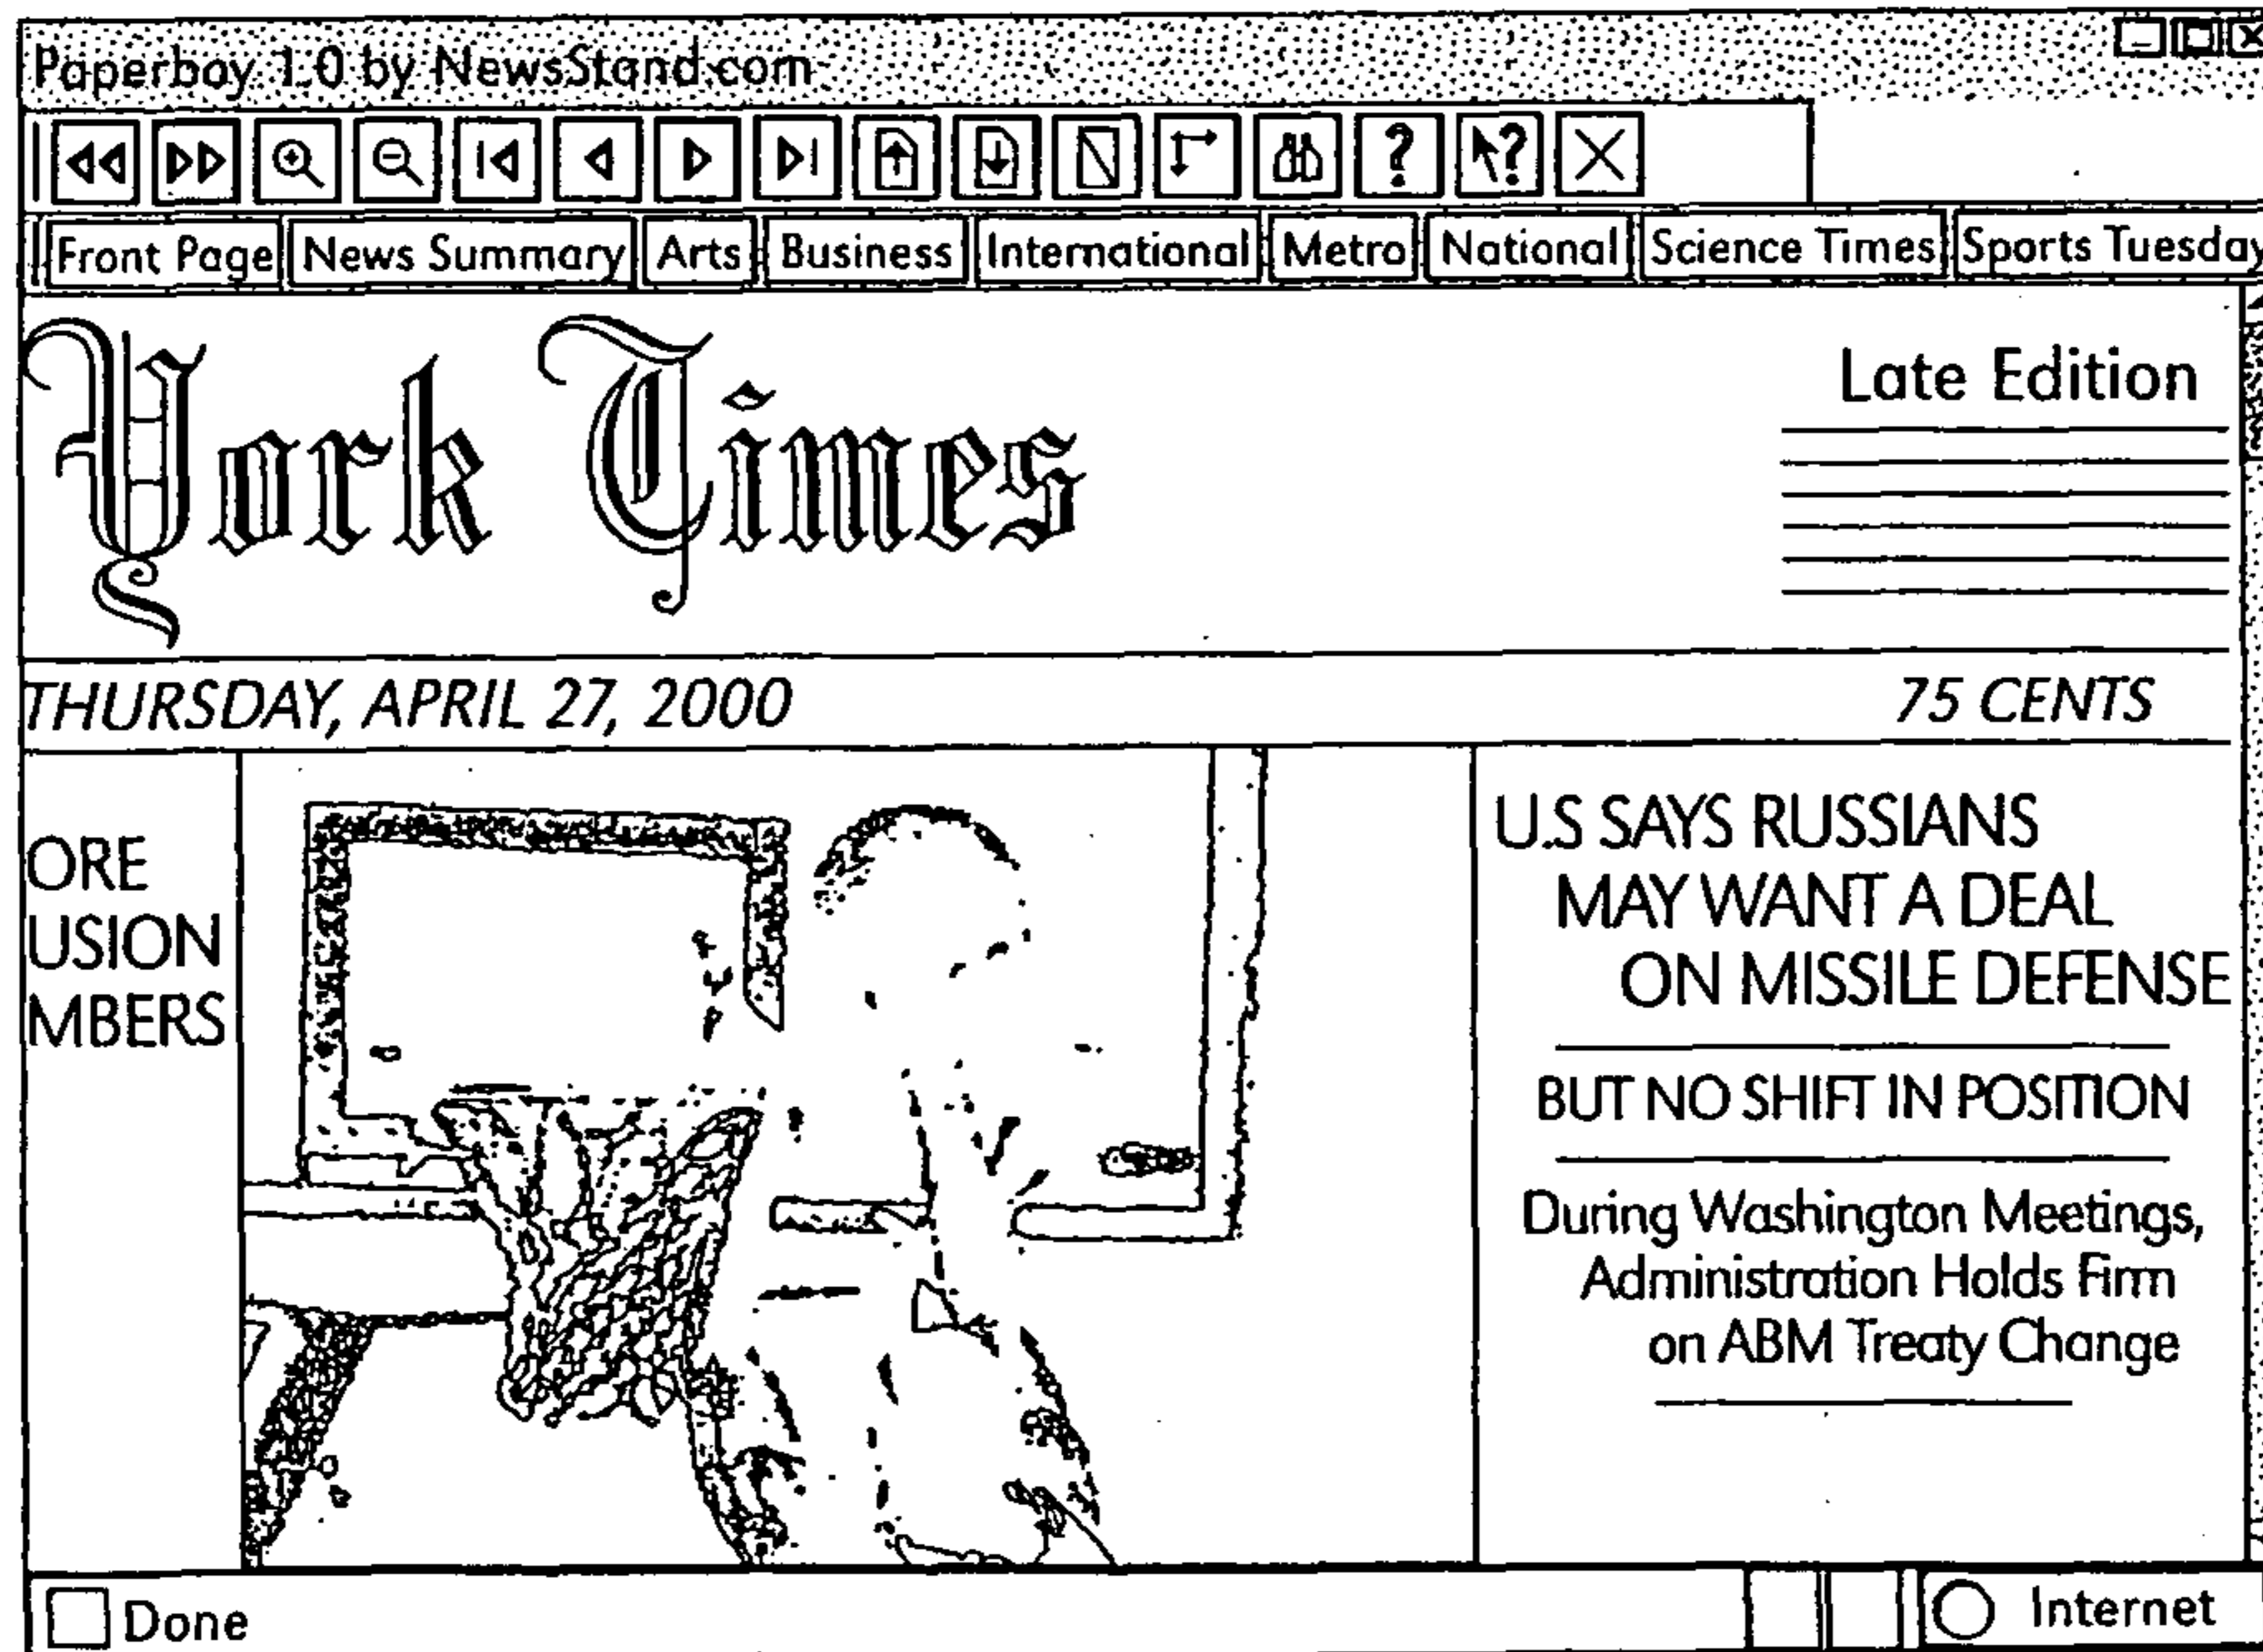 Paperboy 1.0 by NewsStand.com
Front Page News Summary Arts Business International Metro National Science Times Sports Tuesday
York Times
Late Edition
THURSDAY, APRIL 27, 2000
75 CENTS
ORE
USION
MBERS
U.S SAYS RUSSIANS
MAY WANT A DEAL
ON MISSILE DEFENSE
BUT NO SHIFT IN POSITION
During Washington Meetings,
Administration Holds Firm
on ABM Treaty Change
Done
Internet